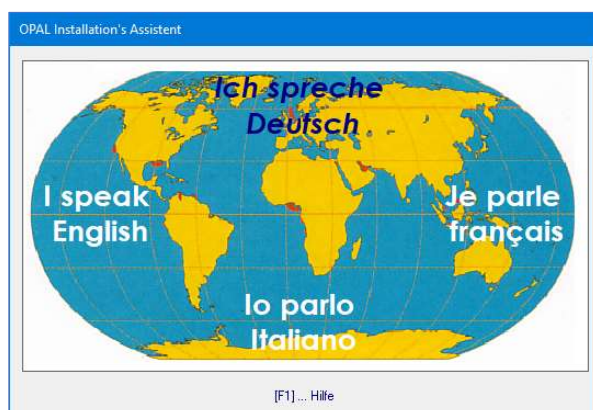 OPAL Installation's Assistent
Ich spreche
Deutsch
I speak
English
Je parle
français
Io parlo
Italiano
[F1] ... Hilfe